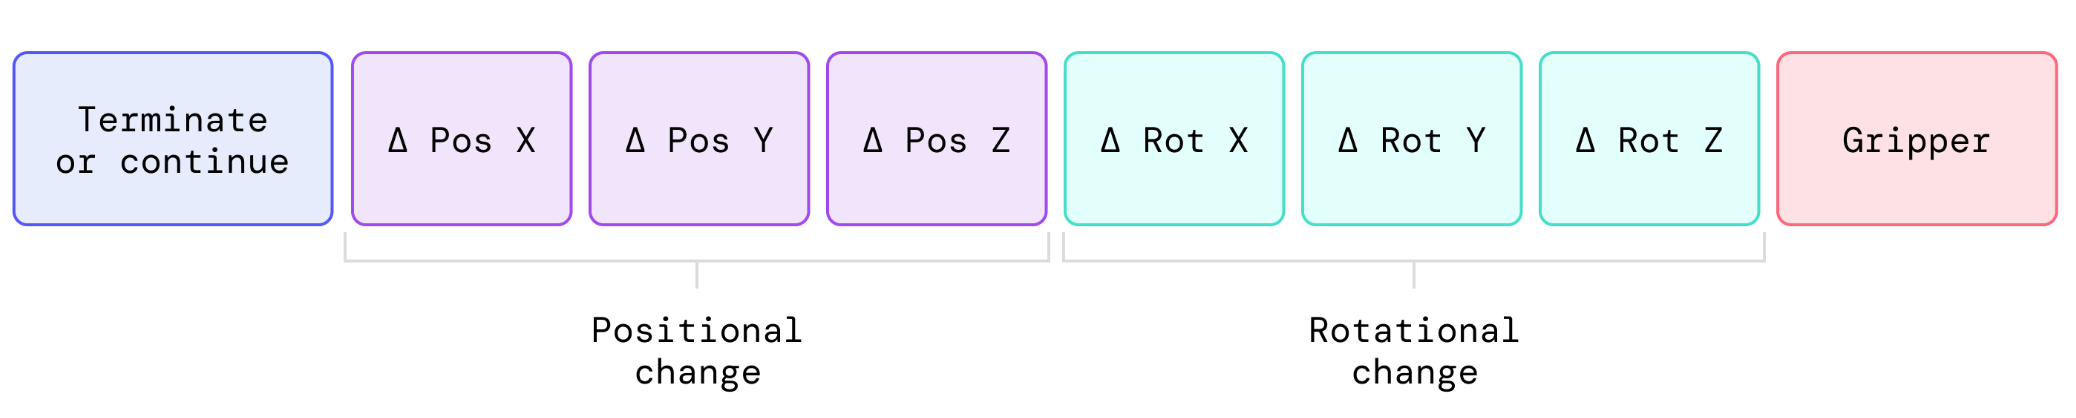 Terminate
or continue
Δ Pos X
Δ Pos Y
Δ Pos Z
Δ Rot X
Δ Rot Y
Δ Rot Z
Gripper
Positional
change
Rotational
change